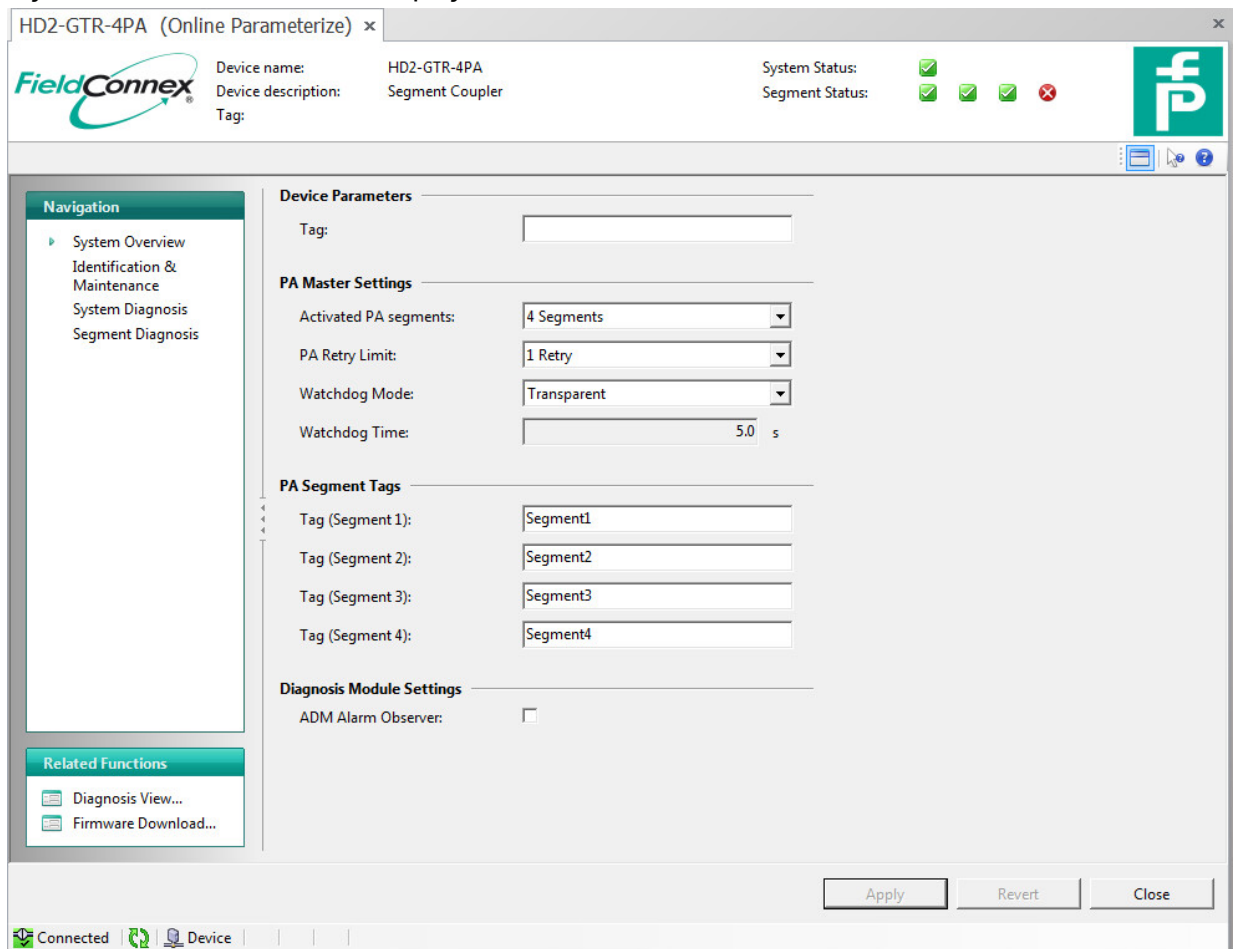 HD2-GTR-4PA (Online Parameterize) ×
×
FieldConnex®
Device name: HD2-GTR-4PA
Device description: Segment Coupler
Tag:
System Status:
Segment Status:
Navigation
System Overview
Identification &
Maintenance
System Diagnosis
Segment Diagnosis
Related Functions
Diagnosis View...
Firmware Download...
Device Parameters
Tag:
PA Master Settings
Activated PA segments: 4 Segments
PA Retry Limit: 1 Retry
Watchdog Mode: Transparent
Watchdog Time: 5.0 s
PA Segment Tags
Tag (Segment 1): Segment1
Tag (Segment 2): Segment2
Tag (Segment 3): Segment3
Tag (Segment 4): Segment4
Diagnosis Module Settings
ADM Alarm Observer:
Apply Revert Close
Connected Device